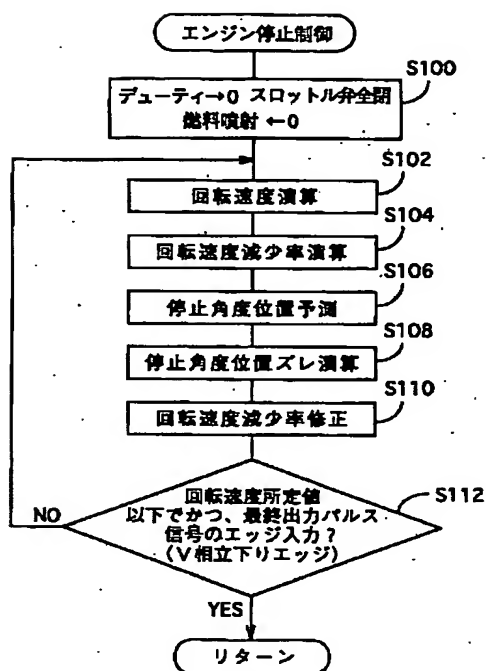 エンジン停止制御
S100
デューティ→0 スロットル弁全閉
燃料噴射 ←0
S102
回転速度演算
S104
回転速度減少率演算
S106
停止角度位置予測
S108
停止角度位置ズレ演算
S110
回転速度減少率修正
S112
回転速度所定値
以下でかつ、最終出力パルス
信号のエッジ入力?
(V相立下りエッジ)
NO
YES
リターン